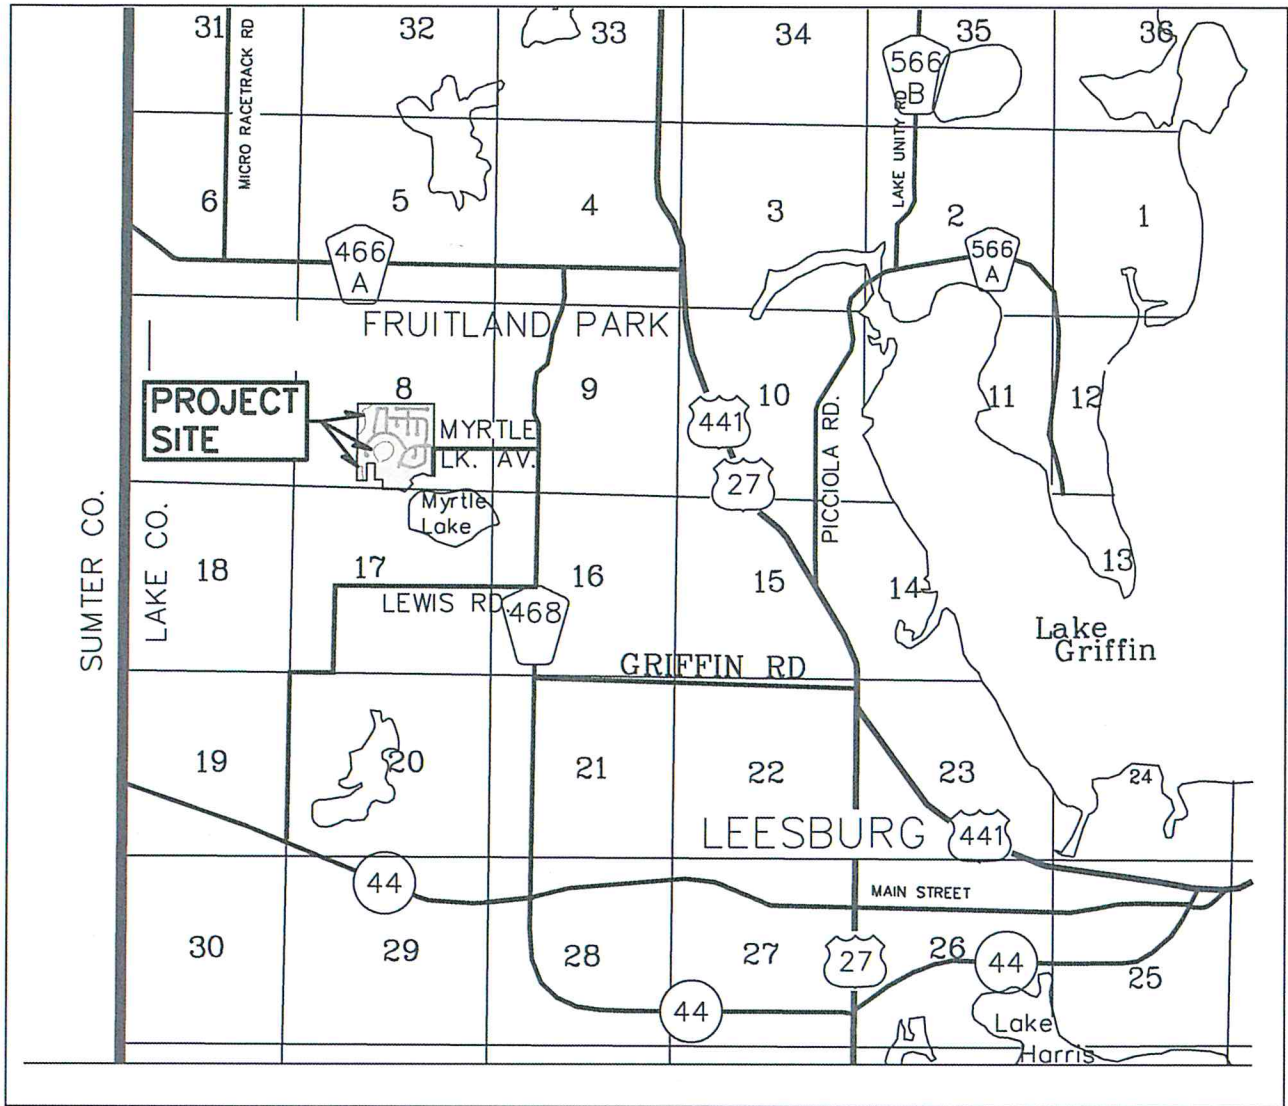 31
32
33
34
35
36
MICRO RACETRACK RD
566
B
LAKE UNITY RD
6
5
4
3
2
1
466
A
566
A
FRUITLAND PARK
PROJECT
SITE
8
9
10
11
12
MYRTLE
LK. AV.
441
27
PICCIOLA RD.
Myrtle
Lake
SUMTER CO.
LAKE CO.
18
17
16
15
14
13
LEWIS RD.
468
Lake
Griffin
GRIFFIN RD
19
20
21
22
23
24
LEESBURG
441
44
MAIN STREET
30
29
28
27
27
26
44
25
44
Lake
Harris